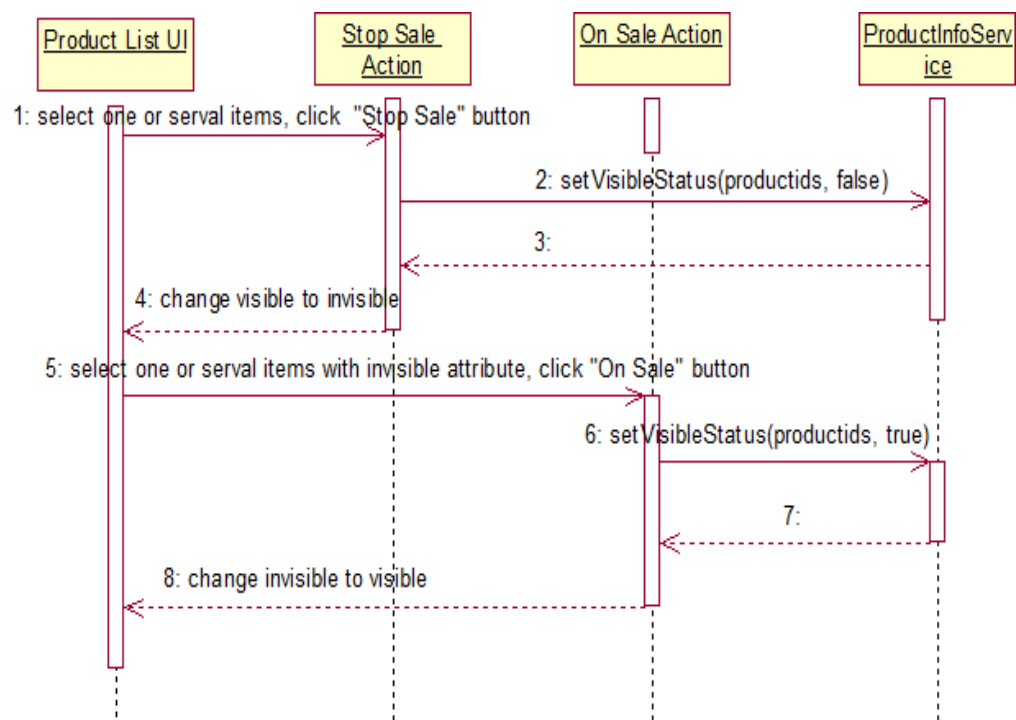 Product List UI
Stop Sale
Action
On Sale Action
ProductInfoServ
ice
1: select one or serval items, click "Stop Sale" button
2: setVisibleStatus(productids, false)
3:
4: change visible to invisible
5: select one or serval items with invisible attribute, click "On Sale" button
6: setVisibleStatus(productids, true)
7:
8: change invisible to visible